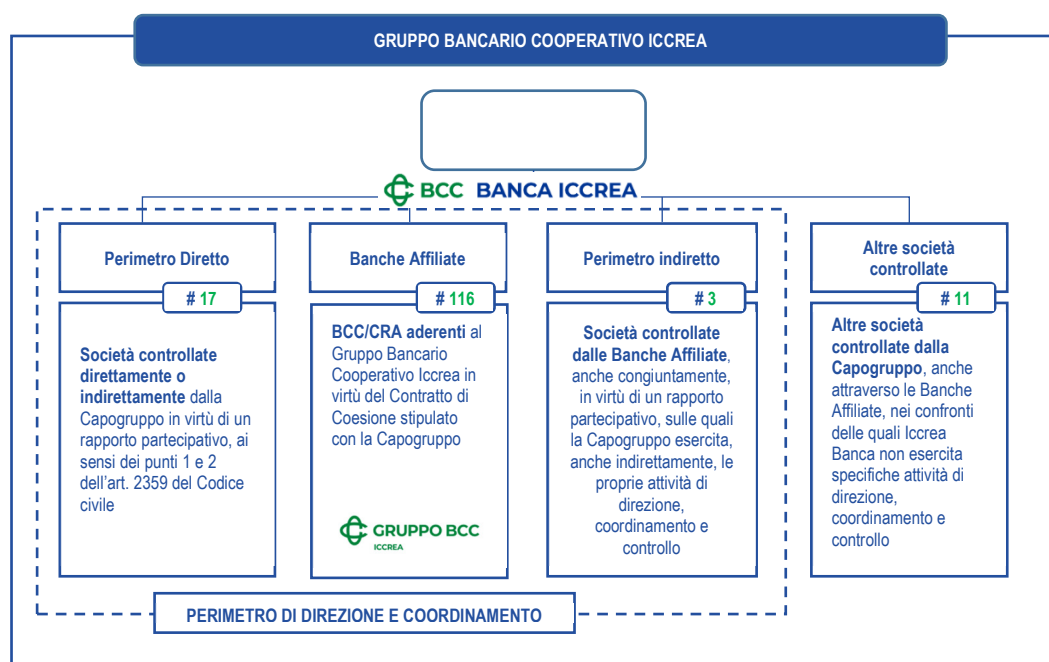 GRUPPO BANCARIO COOPERATIVO ICCREA
BCC BANCA ICCREA
Perimetro Diretto
# 17
Società controllate
direttamente o
indirettamente dalla
Capogruppo in virtù di un
rapporto partecipativo, ai
sensi dei punti 1 e 2
dell'art. 2359 del Codice
civile
Banche Affiliate
# 116
BCC/CRA aderenti al
Gruppo Bancario
Cooperativo Iccrea in
virtù del Contratto di
Coesione stipulato
con la Capogruppo
GRUPPO BCC
ICCREA
Perimetro indiretto
# 3
Società controllate
dalle Banche Affiliate,
anche congiuntamente,
in virtù di un rapporto
partecipativo, sulle quali
la Capogruppo esercita,
anche indirettamente, le
proprie attività di
direzione,
coordinamento e
controllo
Altre società
controllate
# 11
Altre società
controllate dalla
Capogruppo, anche
attraverso le Banche
Affiliate, nei confronti
delle quali Iccrea
Banca non esercita
specifiche attività di
direzione,
coordinamento e
controllo
PERIMETRO DI DIREZIONE E COORDINAMENTO